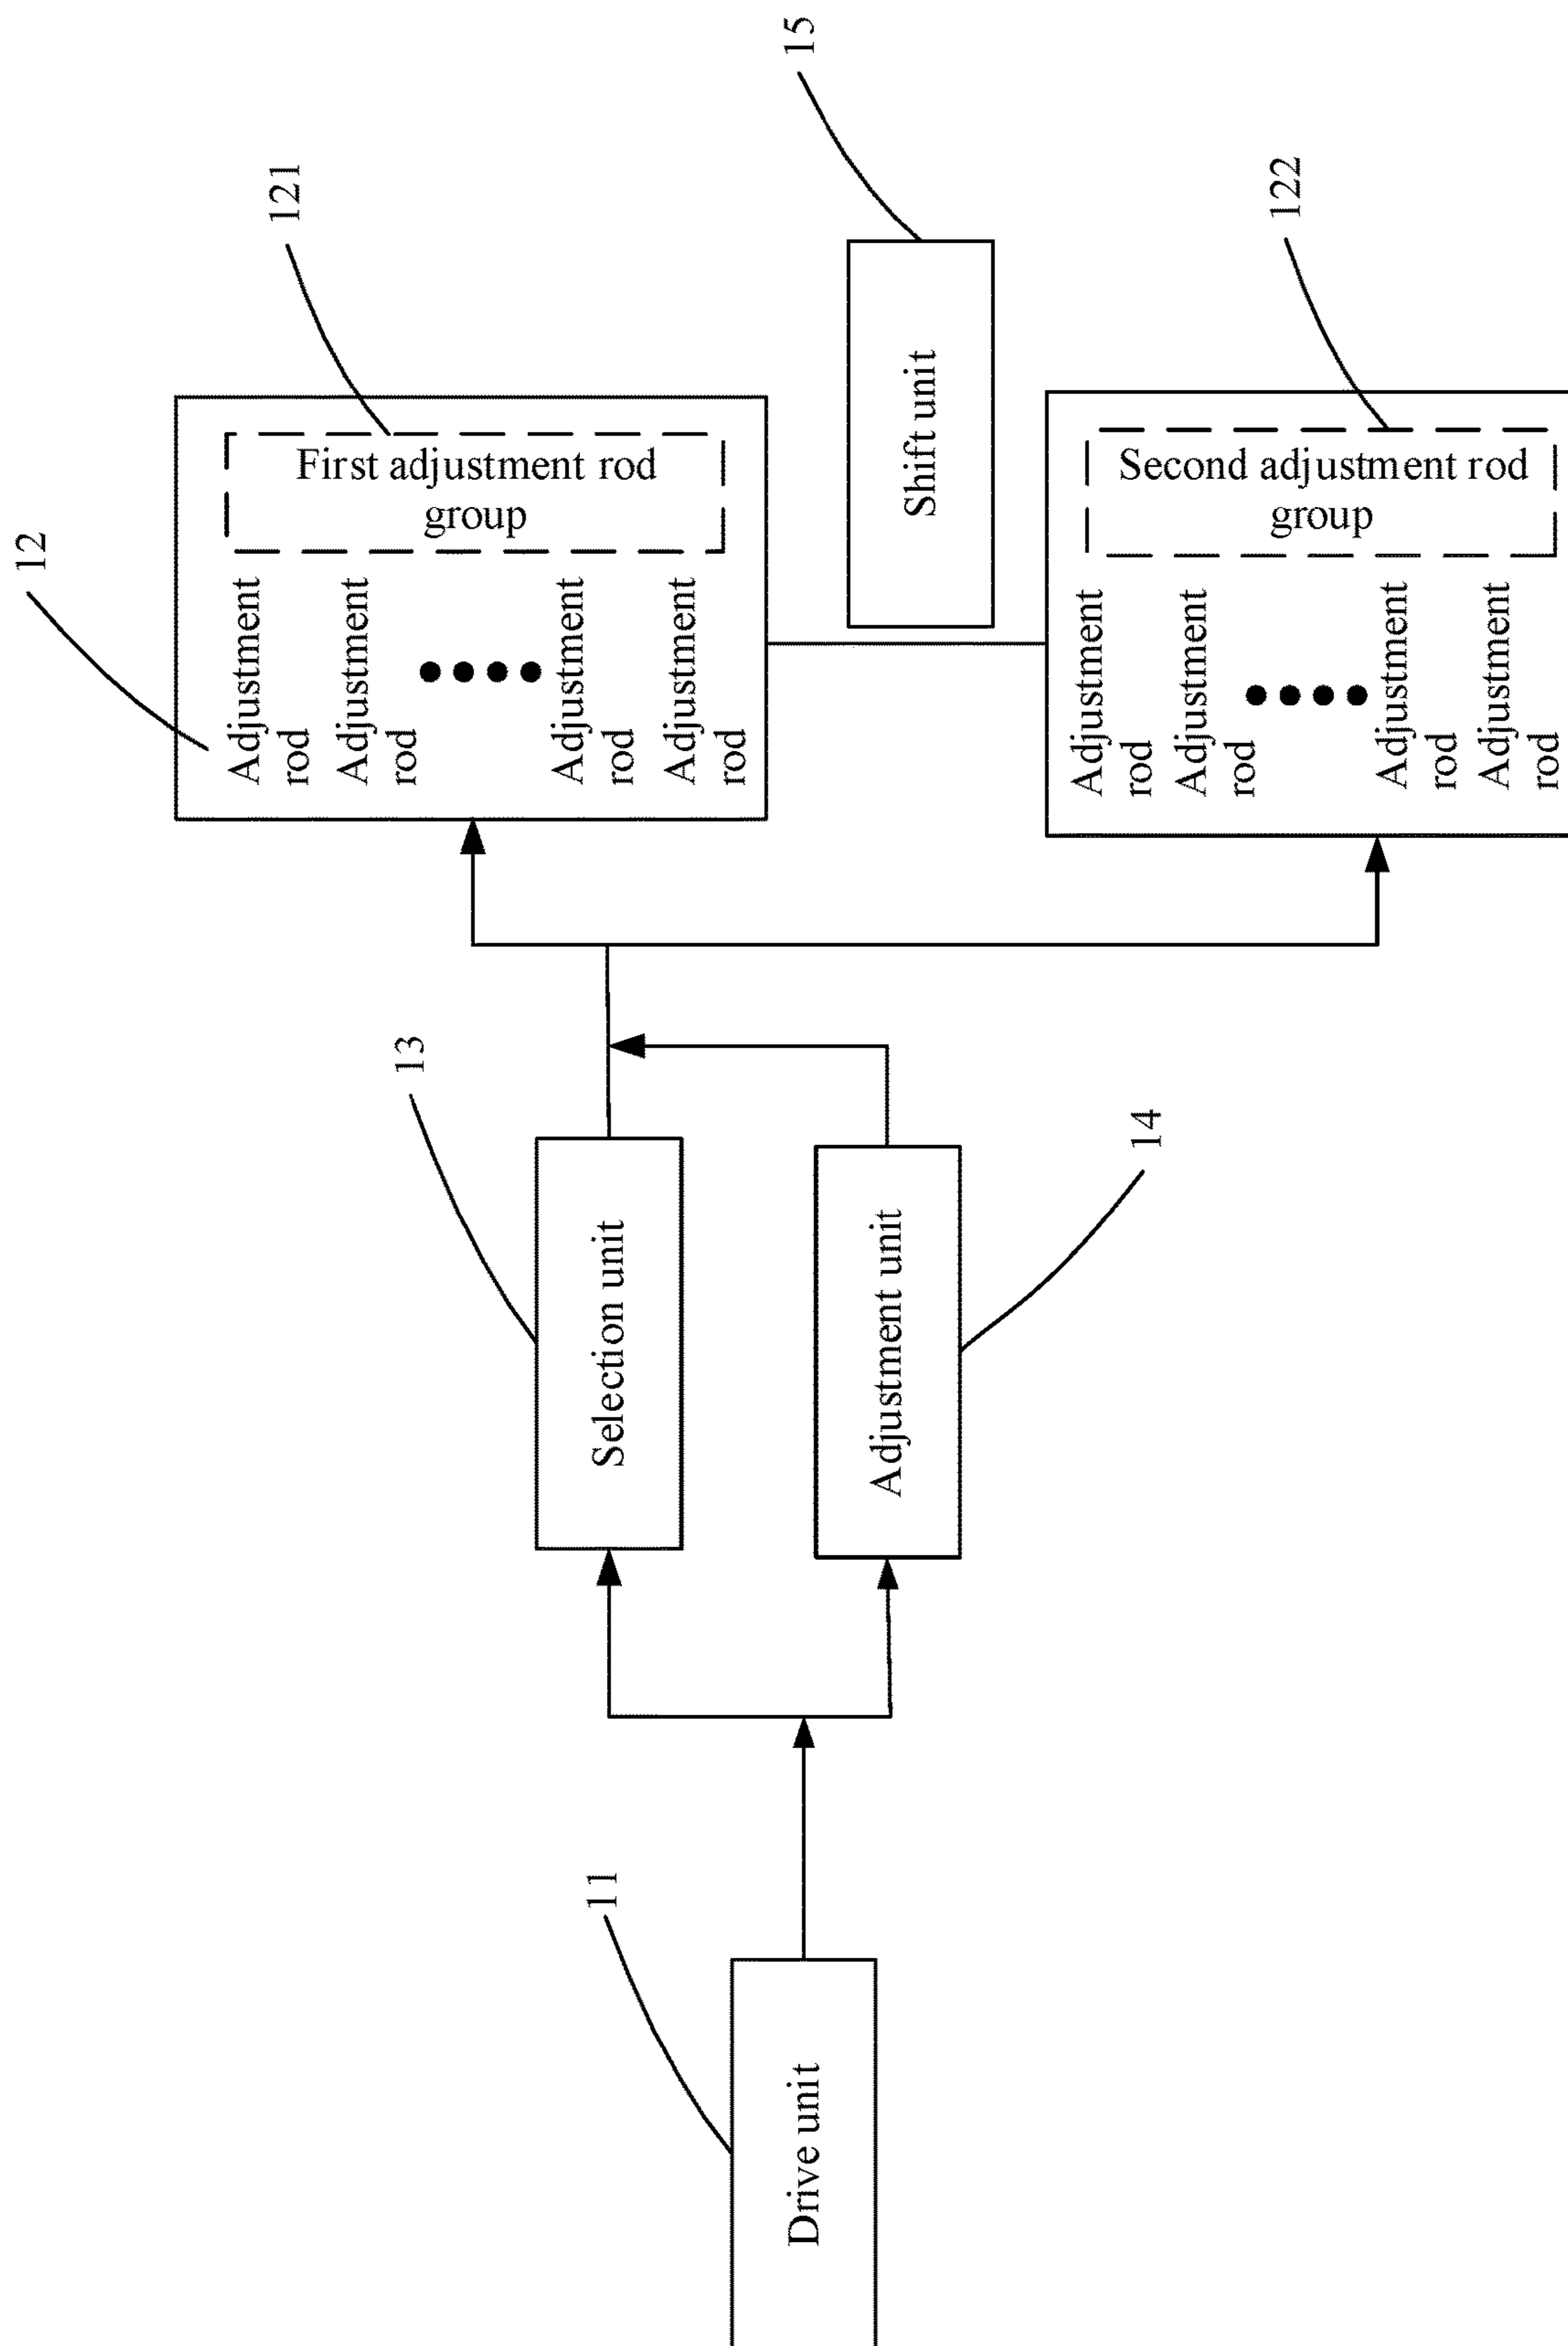 12
121
15
122
First adjustment rod
group
Adjustment
rod
Adjustment
rod
Adjustment
rod
Adjustment
rod
Shift unit
Second adjustment rod
group
Adjustment
rod
Adjustment
rod
Adjustment
rod
Adjustment
rod
13
Selection unit
14
Adjustment unit
11
Drive unit